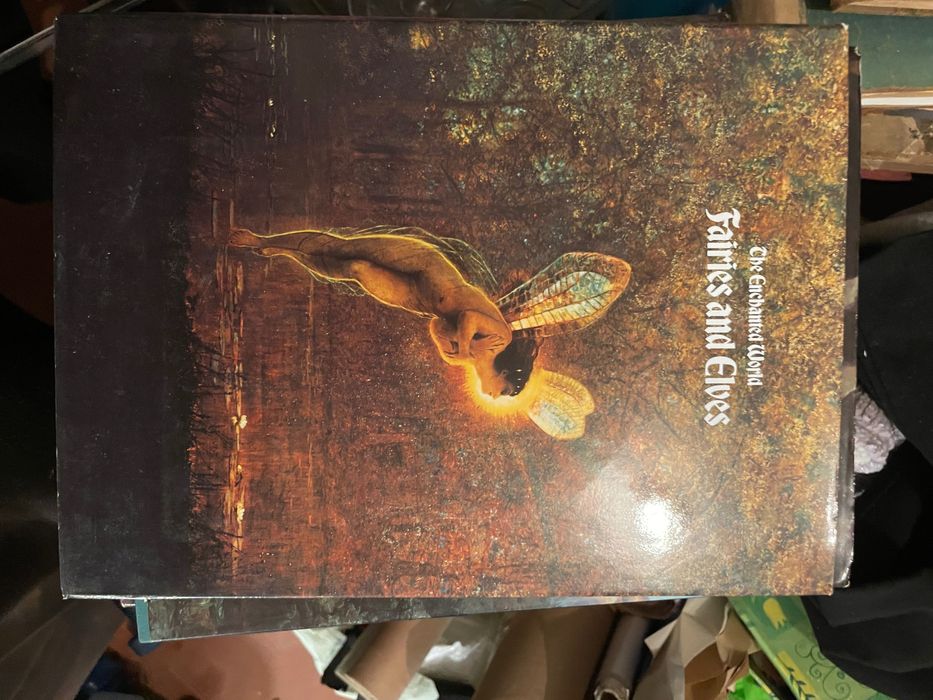 The Enchanted World
Fairies and Elves